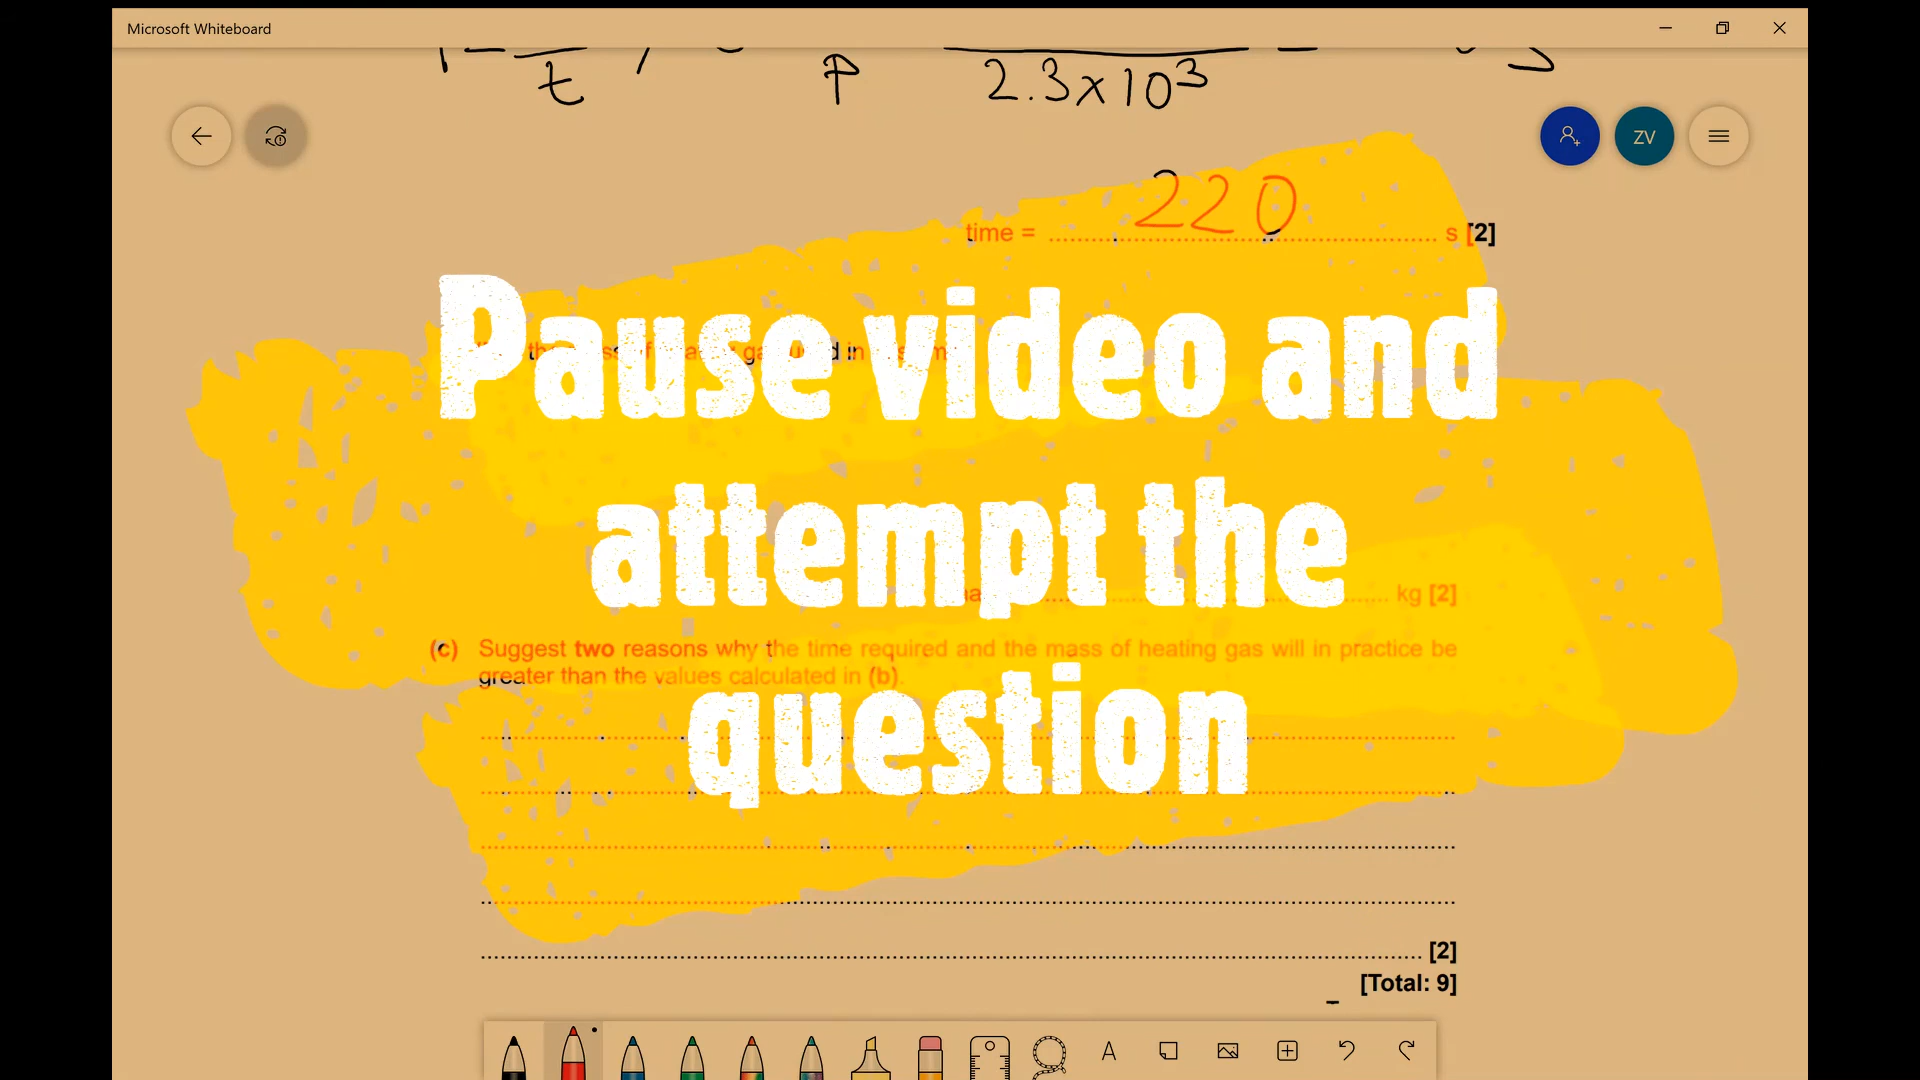 Microsoft Whiteboard
t P 2.3x10³
ZV
220
time = ........ s [2]
Pause video and
attempt the
kg [2]
(c) Suggest two reasons why the time required and the mass of heating gas will in practice be
greater than the values calculated in (b).
question
[2]
[Total: 9]
A